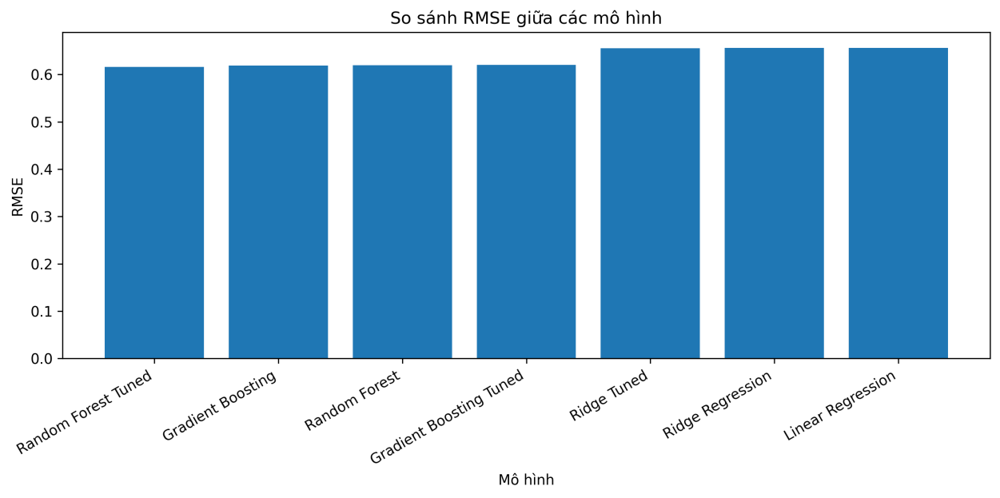 So sánh RMSE giữa các mô hình
RMSE
0.6
0.5
0.4
0.3
0.2
0.1
0.0
Random Forest Tuned
Gradient Boosting
Random Forest
Gradient Boosting Tuned
Ridge Tuned
Ridge Regression
Linear Regression
Mô hình